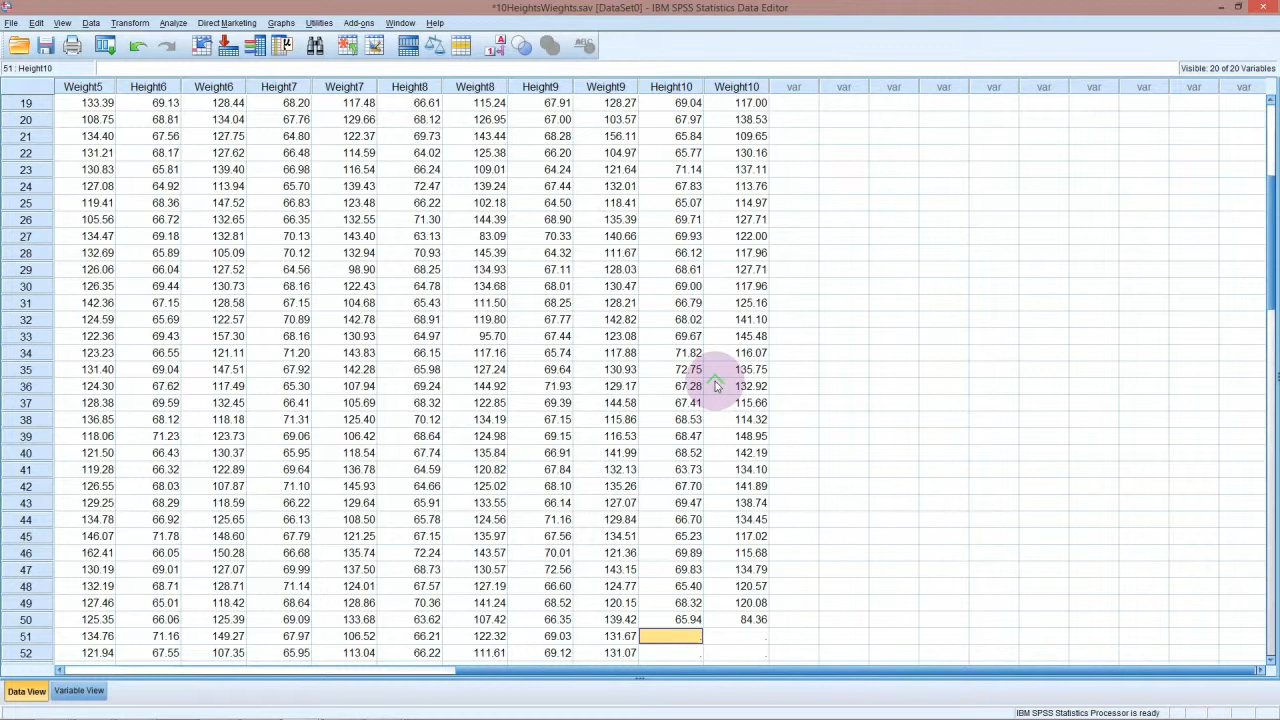 *10HeightsWieghts.sav [DataSet0] - IBM SPSS Statistics Data Editor
File Edit View Data Transform Analyze Direct Marketing Graphs Utilities Add-ons Window Help
51 : Height10 Visible: 20 of 20 Variables
Weight5 Height6 Weight6 Height7 Weight7 Height8 Weight8 Height9 Weight9 Height10 Weight10 var var var var var var var var var var
19 133.39 69.13 128.44 68.20 117.48 66.61 115.24 67.91 128.27 69.04 117.00
20 108.75 68.81 134.04 67.76 129.66 68.12 126.95 67.00 103.57 67.97 138.53
21 134.40 67.56 127.75 64.80 122.37 69.73 143.44 68.28 156.11 65.84 109.65
22 131.21 68.17 127.62 66.48 114.59 64.02 125.38 66.20 104.97 65.77 130.16
23 130.83 65.81 139.40 66.98 116.54 66.24 109.01 64.24 121.64 71.14 137.11
24 127.08 64.92 113.94 65.70 139.43 72.47 139.24 67.44 132.01 67.83 113.76
25 119.41 68.36 147.52 66.83 123.48 66.22 102.18 64.50 118.41 65.07 114.97
26 105.56 66.72 132.65 66.35 132.55 71.30 144.39 68.90 135.39 69.71 127.71
27 134.47 69.18 132.81 70.13 143.40 63.13 83.09 70.33 140.66 69.93 122.00
28 132.69 65.89 105.09 70.12 132.94 70.93 145.39 64.32 111.67 66.12 117.96
29 126.06 66.04 127.52 64.56 98.90 68.25 134.93 67.11 128.03 68.61 127.71
30 126.35 69.44 130.73 68.16 122.43 64.78 134.68 68.01 130.47 69.00 117.96
31 142.36 67.15 128.58 67.15 104.68 65.43 111.50 68.25 128.21 66.79 125.16
32 124.59 65.69 122.57 70.89 142.78 68.91 119.80 67.77 142.82 68.02 141.10
33 122.36 69.43 157.30 68.16 130.93 64.97 95.70 67.44 123.08 69.67 145.48
34 123.23 66.55 121.11 71.20 143.83 66.15 117.16 65.74 117.88 71.82 116.07
35 131.40 69.04 147.51 67.92 142.28 65.98 127.24 69.64 130.93 72.75 135.75
36 124.30 67.62 117.49 65.30 107.94 69.24 144.92 71.93 129.17 67.28 132.92
37 128.38 69.59 132.45 66.41 105.69 68.32 122.85 69.39 144.58 67.41 115.66
38 136.85 68.12 118.18 71.31 125.40 70.12 134.19 67.15 115.86 68.53 114.32
39 118.06 71.23 123.73 69.06 106.42 68.64 124.98 69.15 116.53 68.47 148.95
40 121.50 66.43 130.37 65.95 118.54 67.74 135.84 66.91 141.99 68.52 142.19
41 119.28 66.32 122.89 69.64 136.78 64.59 120.82 67.84 132.13 63.73 134.10
42 126.55 68.03 107.87 71.10 145.93 64.66 125.02 68.10 135.26 67.70 141.89
43 129.25 68.29 118.59 66.22 129.64 65.91 133.55 66.14 127.07 69.47 138.74
44 134.78 66.92 125.65 66.13 108.50 65.78 124.56 71.16 129.84 66.70 134.45
45 146.07 71.78 148.60 67.79 121.25 67.15 135.97 67.56 134.51 65.23 117.02
46 162.41 66.05 150.28 66.68 135.74 72.24 143.57 70.01 121.36 69.89 115.68
47 130.19 69.01 127.07 69.99 137.50 68.73 130.57 72.56 143.15 69.83 134.79
48 132.19 68.71 128.71 71.14 124.01 67.57 127.19 66.60 124.77 65.40 120.57
49 127.46 65.01 118.42 68.64 128.86 70.36 141.24 68.52 120.15 68.32 120.08
50 125.35 66.06 125.39 69.09 133.68 63.62 107.42 66.35 139.42 65.94 84.36
51 134.76 71.16 149.27 67.97 106.52 66.21 122.32 69.03 131.67 . .
52 121.94 67.55 107.35 65.95 113.04 66.22 111.61 69.12 131.07 . .
Data View Variable View
IBM SPSS Statistics Processor is ready